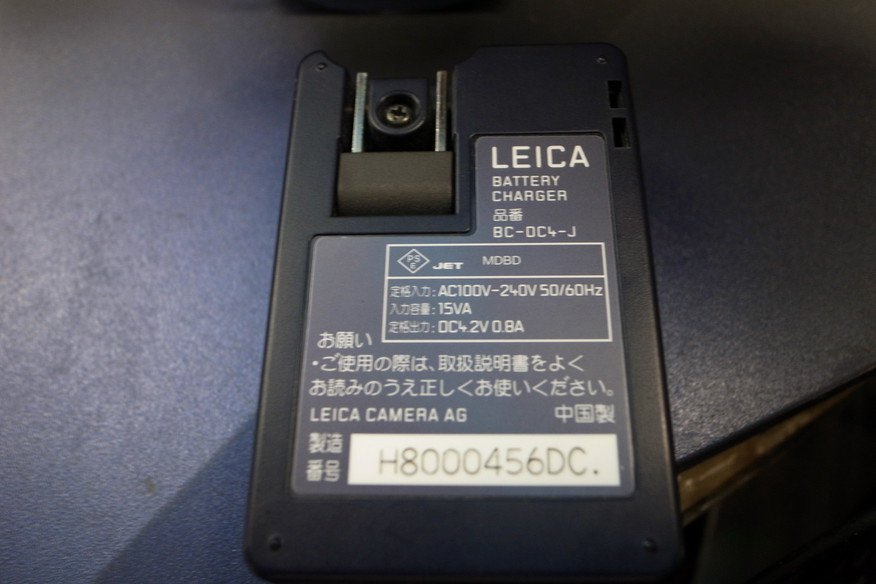 LEICA
BATTERY
CHARGER
品番
BC-DC4-J
PS
E
JET MDBD
定格入力:AC100V-240V 50/60Hz
入力容量:15VA
定格出力:DC4.2V 0.8A
お願い
・ご使用の際は、取扱説明書をよく
お読みのうえ正しくお使いください。
LEICA CAMERA AG 中国製
製造
番号
H8000456DC.